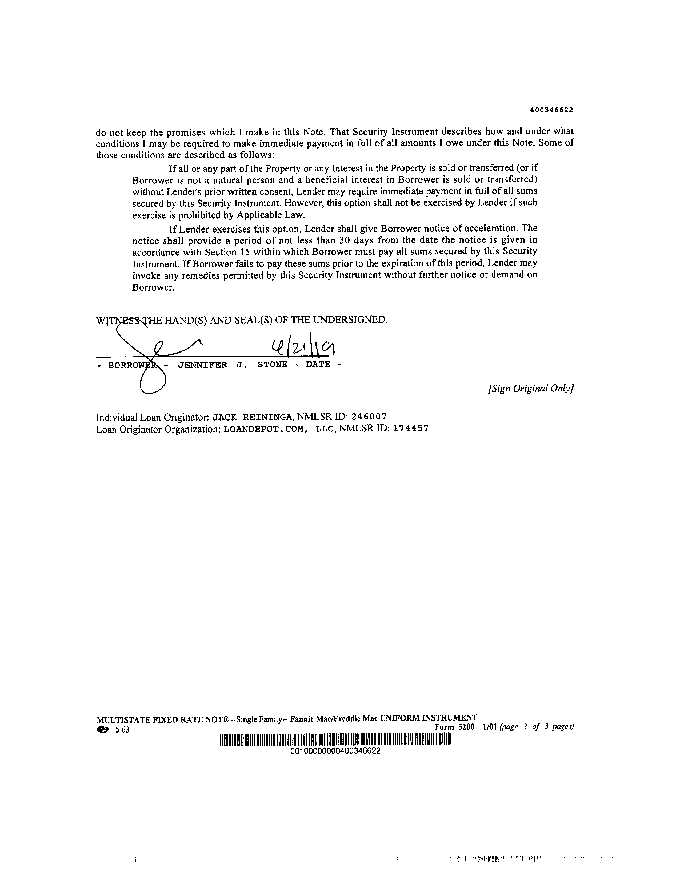 400346622
do not keep the promises which I make in this Note. That Security Instrument describes how and under what
conditions I may be required to make immediate payment in full of all amounts I owe under this Note. Some of
those conditions are described as follows:
If all or any part of the Property or any Interest in the Property is sold or transferred (or if
Borrower is not a natural person and a beneficial interest in Borrower is sold or transferred)
without Lender's prior written consent, Lender may require immediate payment in full of all sums
secured by this Security Instrument. However, this option shall not be exercised by Lender if such
exercise is prohibited by Applicable Law.
If Lender exercises this option, Lender shall give Borrower notice of acceleration. The
notice shall provide a period of not less than 30 days from the date the notice is given in
accordance with Section 15 within which Borrower must pay all sums secured by this Security
Instrument. If Borrower fails to pay these sums prior to the expiration of this period, Lender may
invoke any remedies permitted by this Security Instrument without further notice or demand on
Borrower.
WITNESS THE HAND(S) AND SEAL(S) OF THE UNDERSIGNED.
- BORROWER - JENNIFER J. STONE - DATE -
[Sign Original Only]
Individual Loan Originator: JACK REININGA, NMLSR ID: 246007
Loan Originator Organization: LOANDEPOT.COM, LLC, NMLSR ID: 174457
MULTISTATE FIXED RATE NOTE--Single Family-- Fannie Mae/Freddie Mac UNIFORM INSTRUMENT
Form 3200 1/01 (page of 3 pages)
00100000000400346622